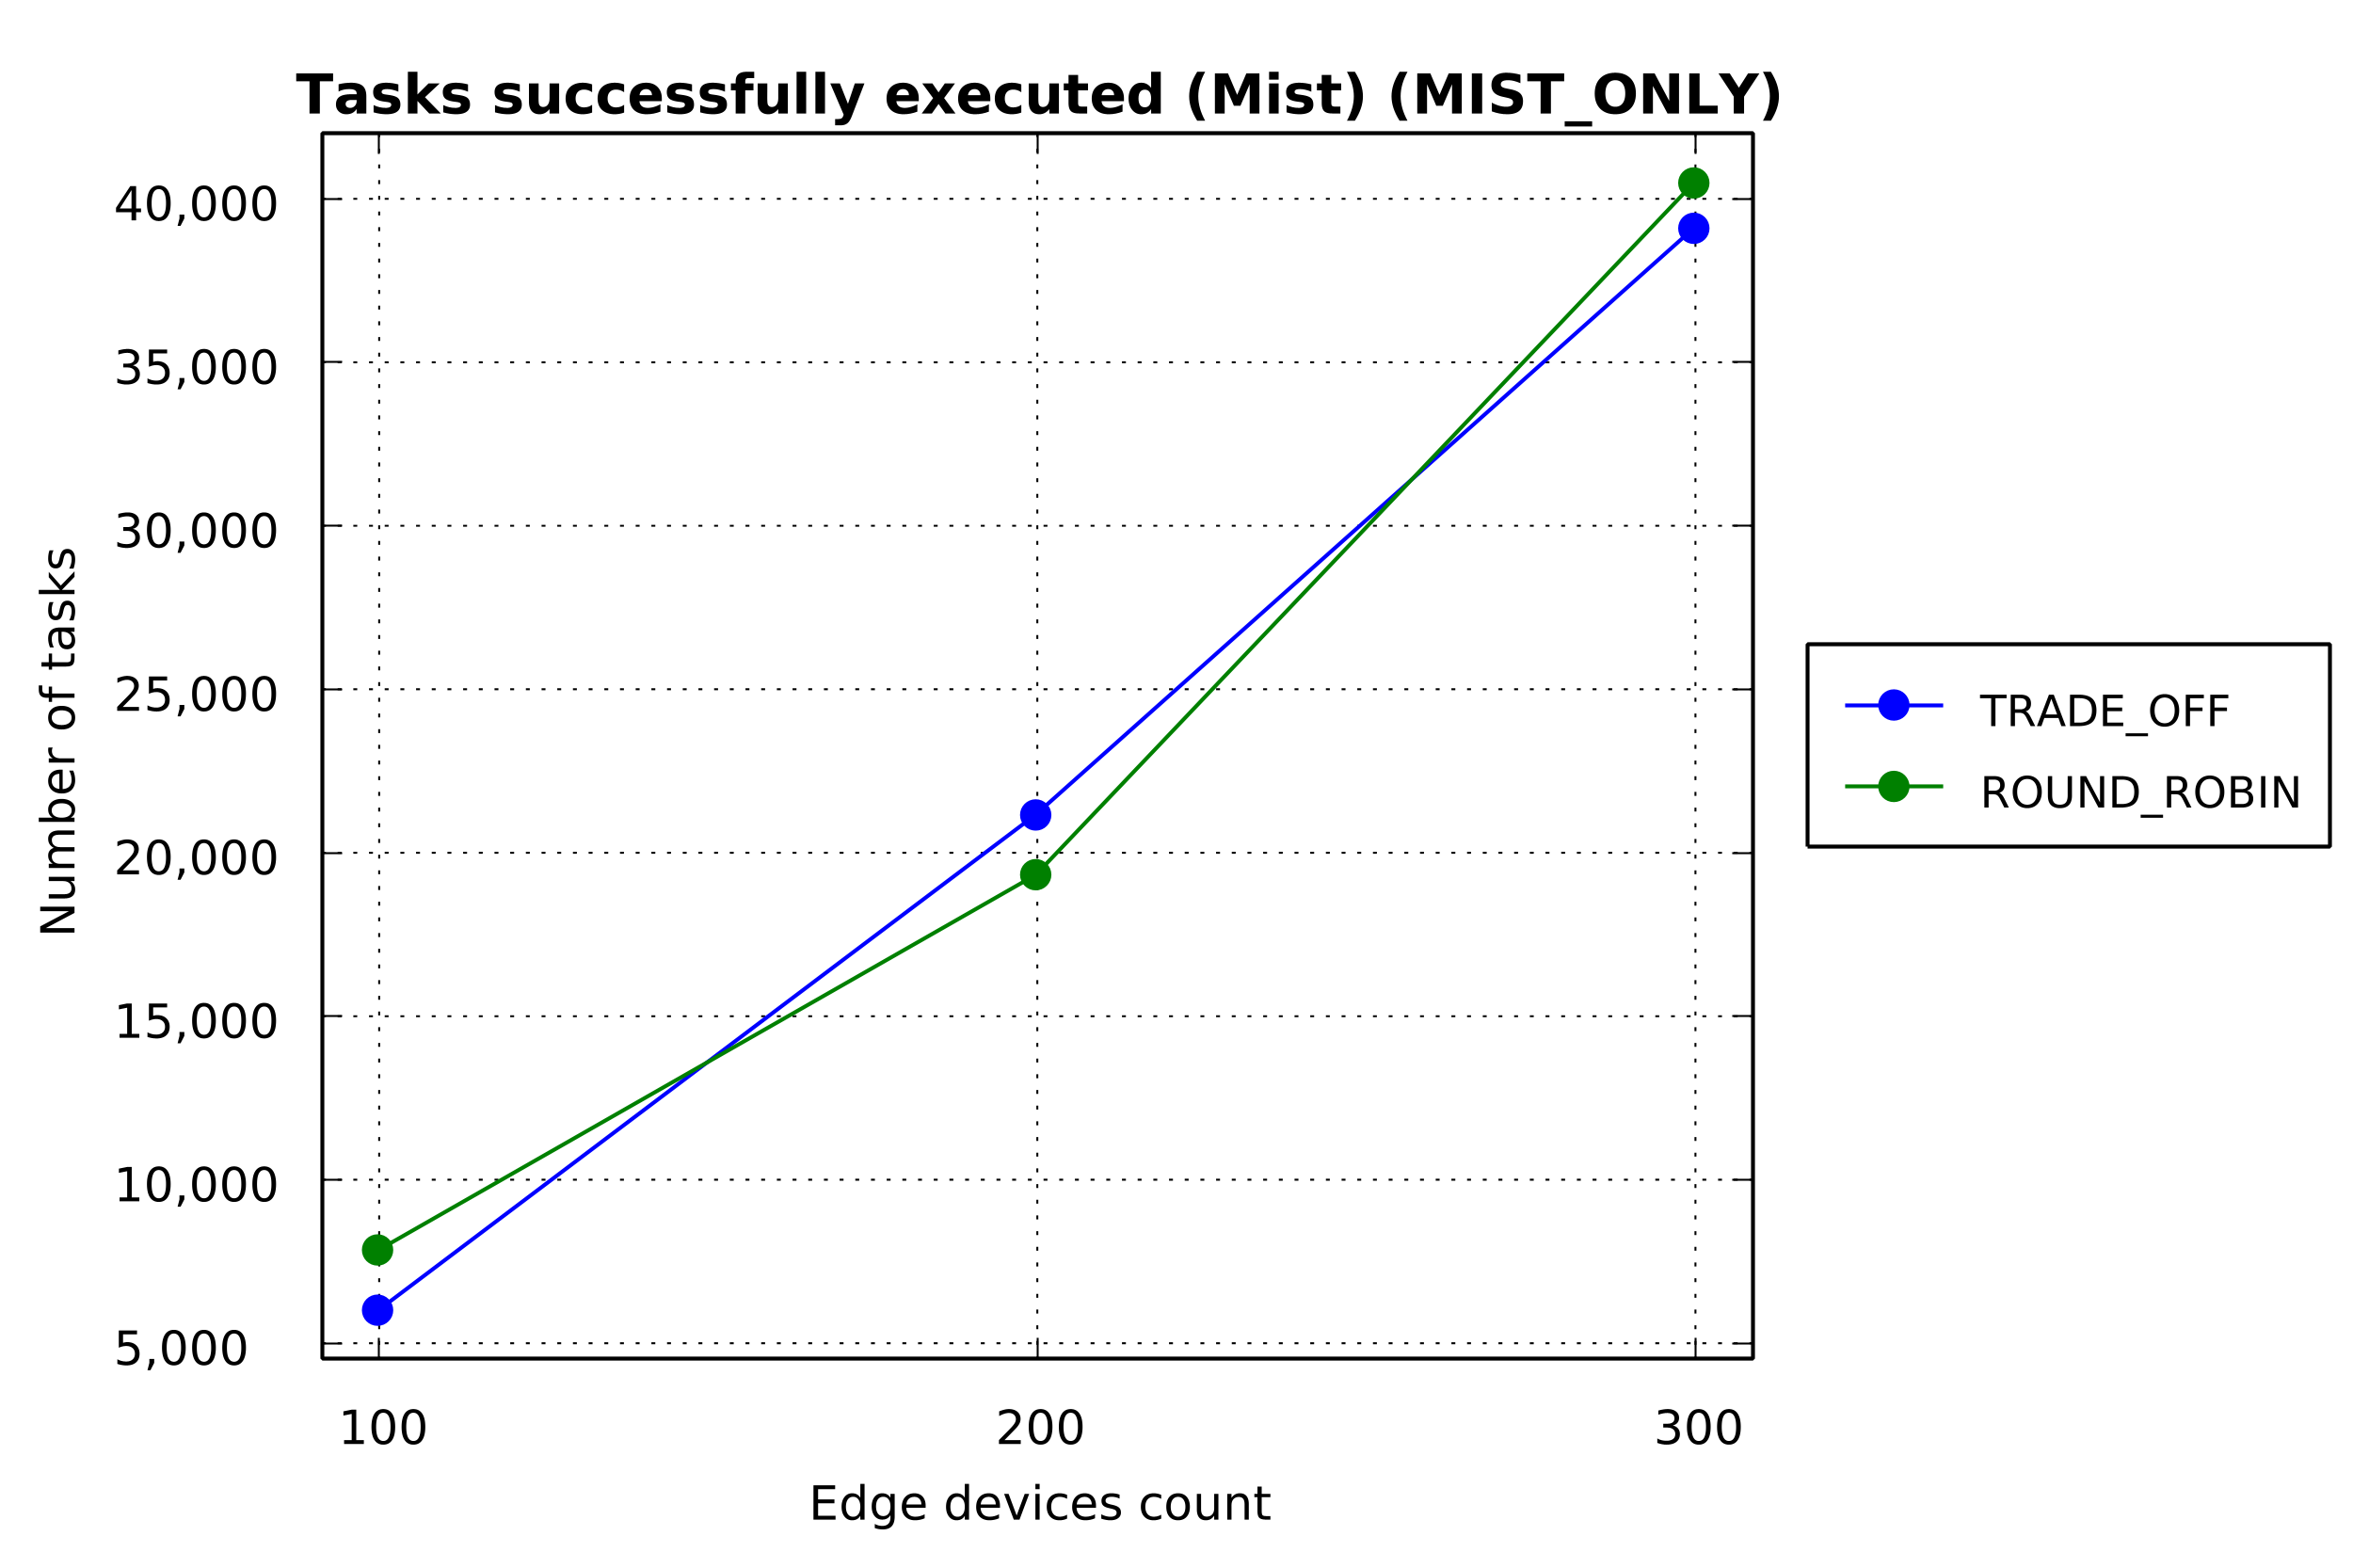 Tasks successfully executed (Mist) (MIST_ONLY)
40,000
35,000
30,000
25,000
20,000
15,000
10,000
5,000
Number of tasks
100 200 300
Edge devices count
TRADE_OFF
ROUND_ROBIN